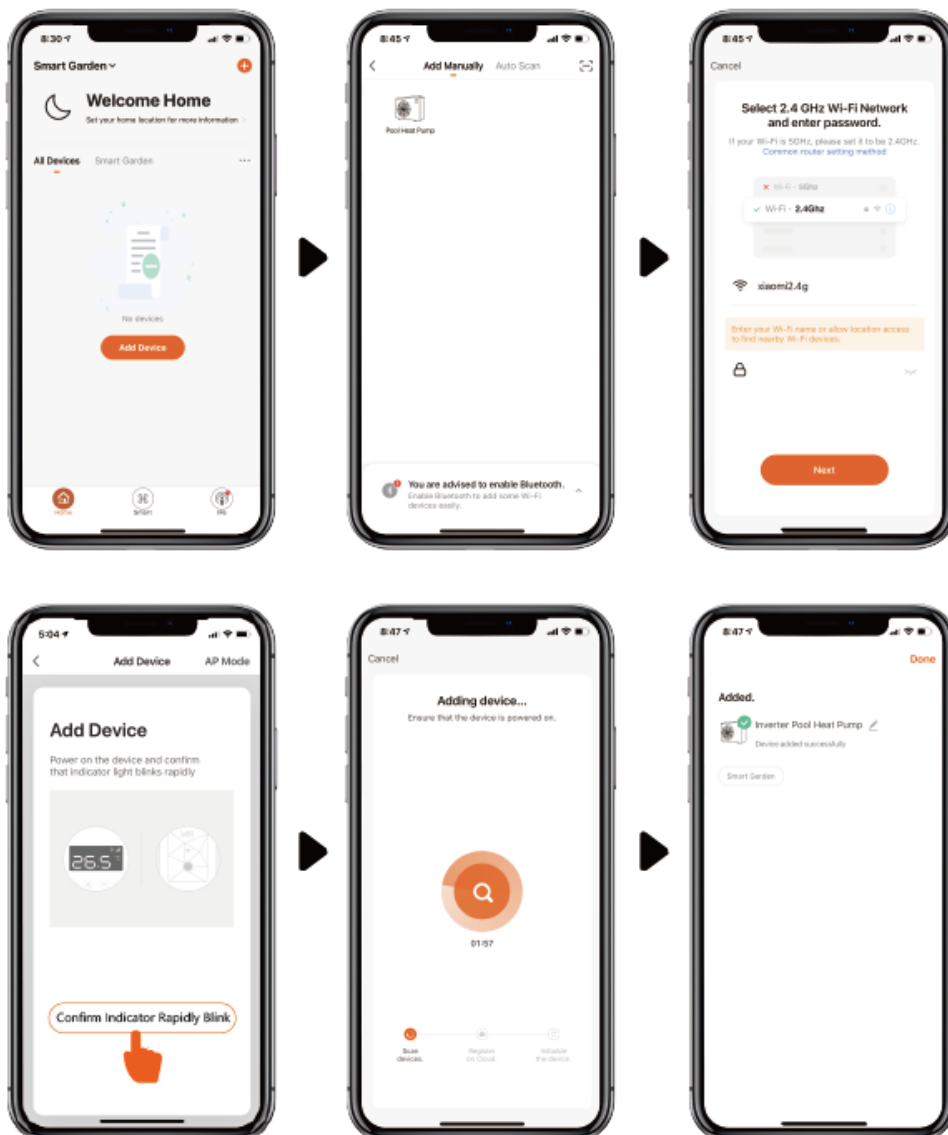 8:30
Smart Garden
Welcome Home
Set your home location for more information
All Devices Smart Garden
No devices
Add Device
Home
Smart
8:45
Add Manually Auto Scan
Pool Heat Pump
You are advised to enable Bluetooth.
Enable Bluetooth to add some Wi-Fi
devices easily.
8:45
Cancel
Select 2.4 GHz Wi-Fi Network
and enter password.
If your Wi-Fi is 5GHz, please set it to be 2.4GHz.
Common router setting method
Wi-Fi - 5Ghz
Wi-Fi - 2.4Ghz
xiaomi2.4g
Enter your Wi-Fi name or allow location access
to find nearby Wi-Fi devices.
Next
5:04
Add Device AP Mode
Add Device
Power on the device and confirm
that indicator light blinks rapidly
26.5
Confirm Indicator Rapidly Blink
8:47
Cancel
Adding device...
Ensure that the device is powered on.
01:57
Scan
devices.
Register
on Cloud.
Initialize
the device.
8:47
Done
Added.
Inverter Pool Heat Pump
Device added successfully
Smart Garden